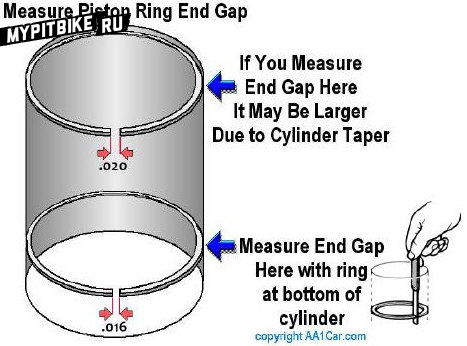 Measure Piston Ring End Gap
MYPITBIKE.RU
If You Measure
End Gap Here
It May Be Larger
Due to Cylinder Taper
.020
Measure End Gap
Here with ring
at bottom of
cylinder
.016
copyright AA1Car.com